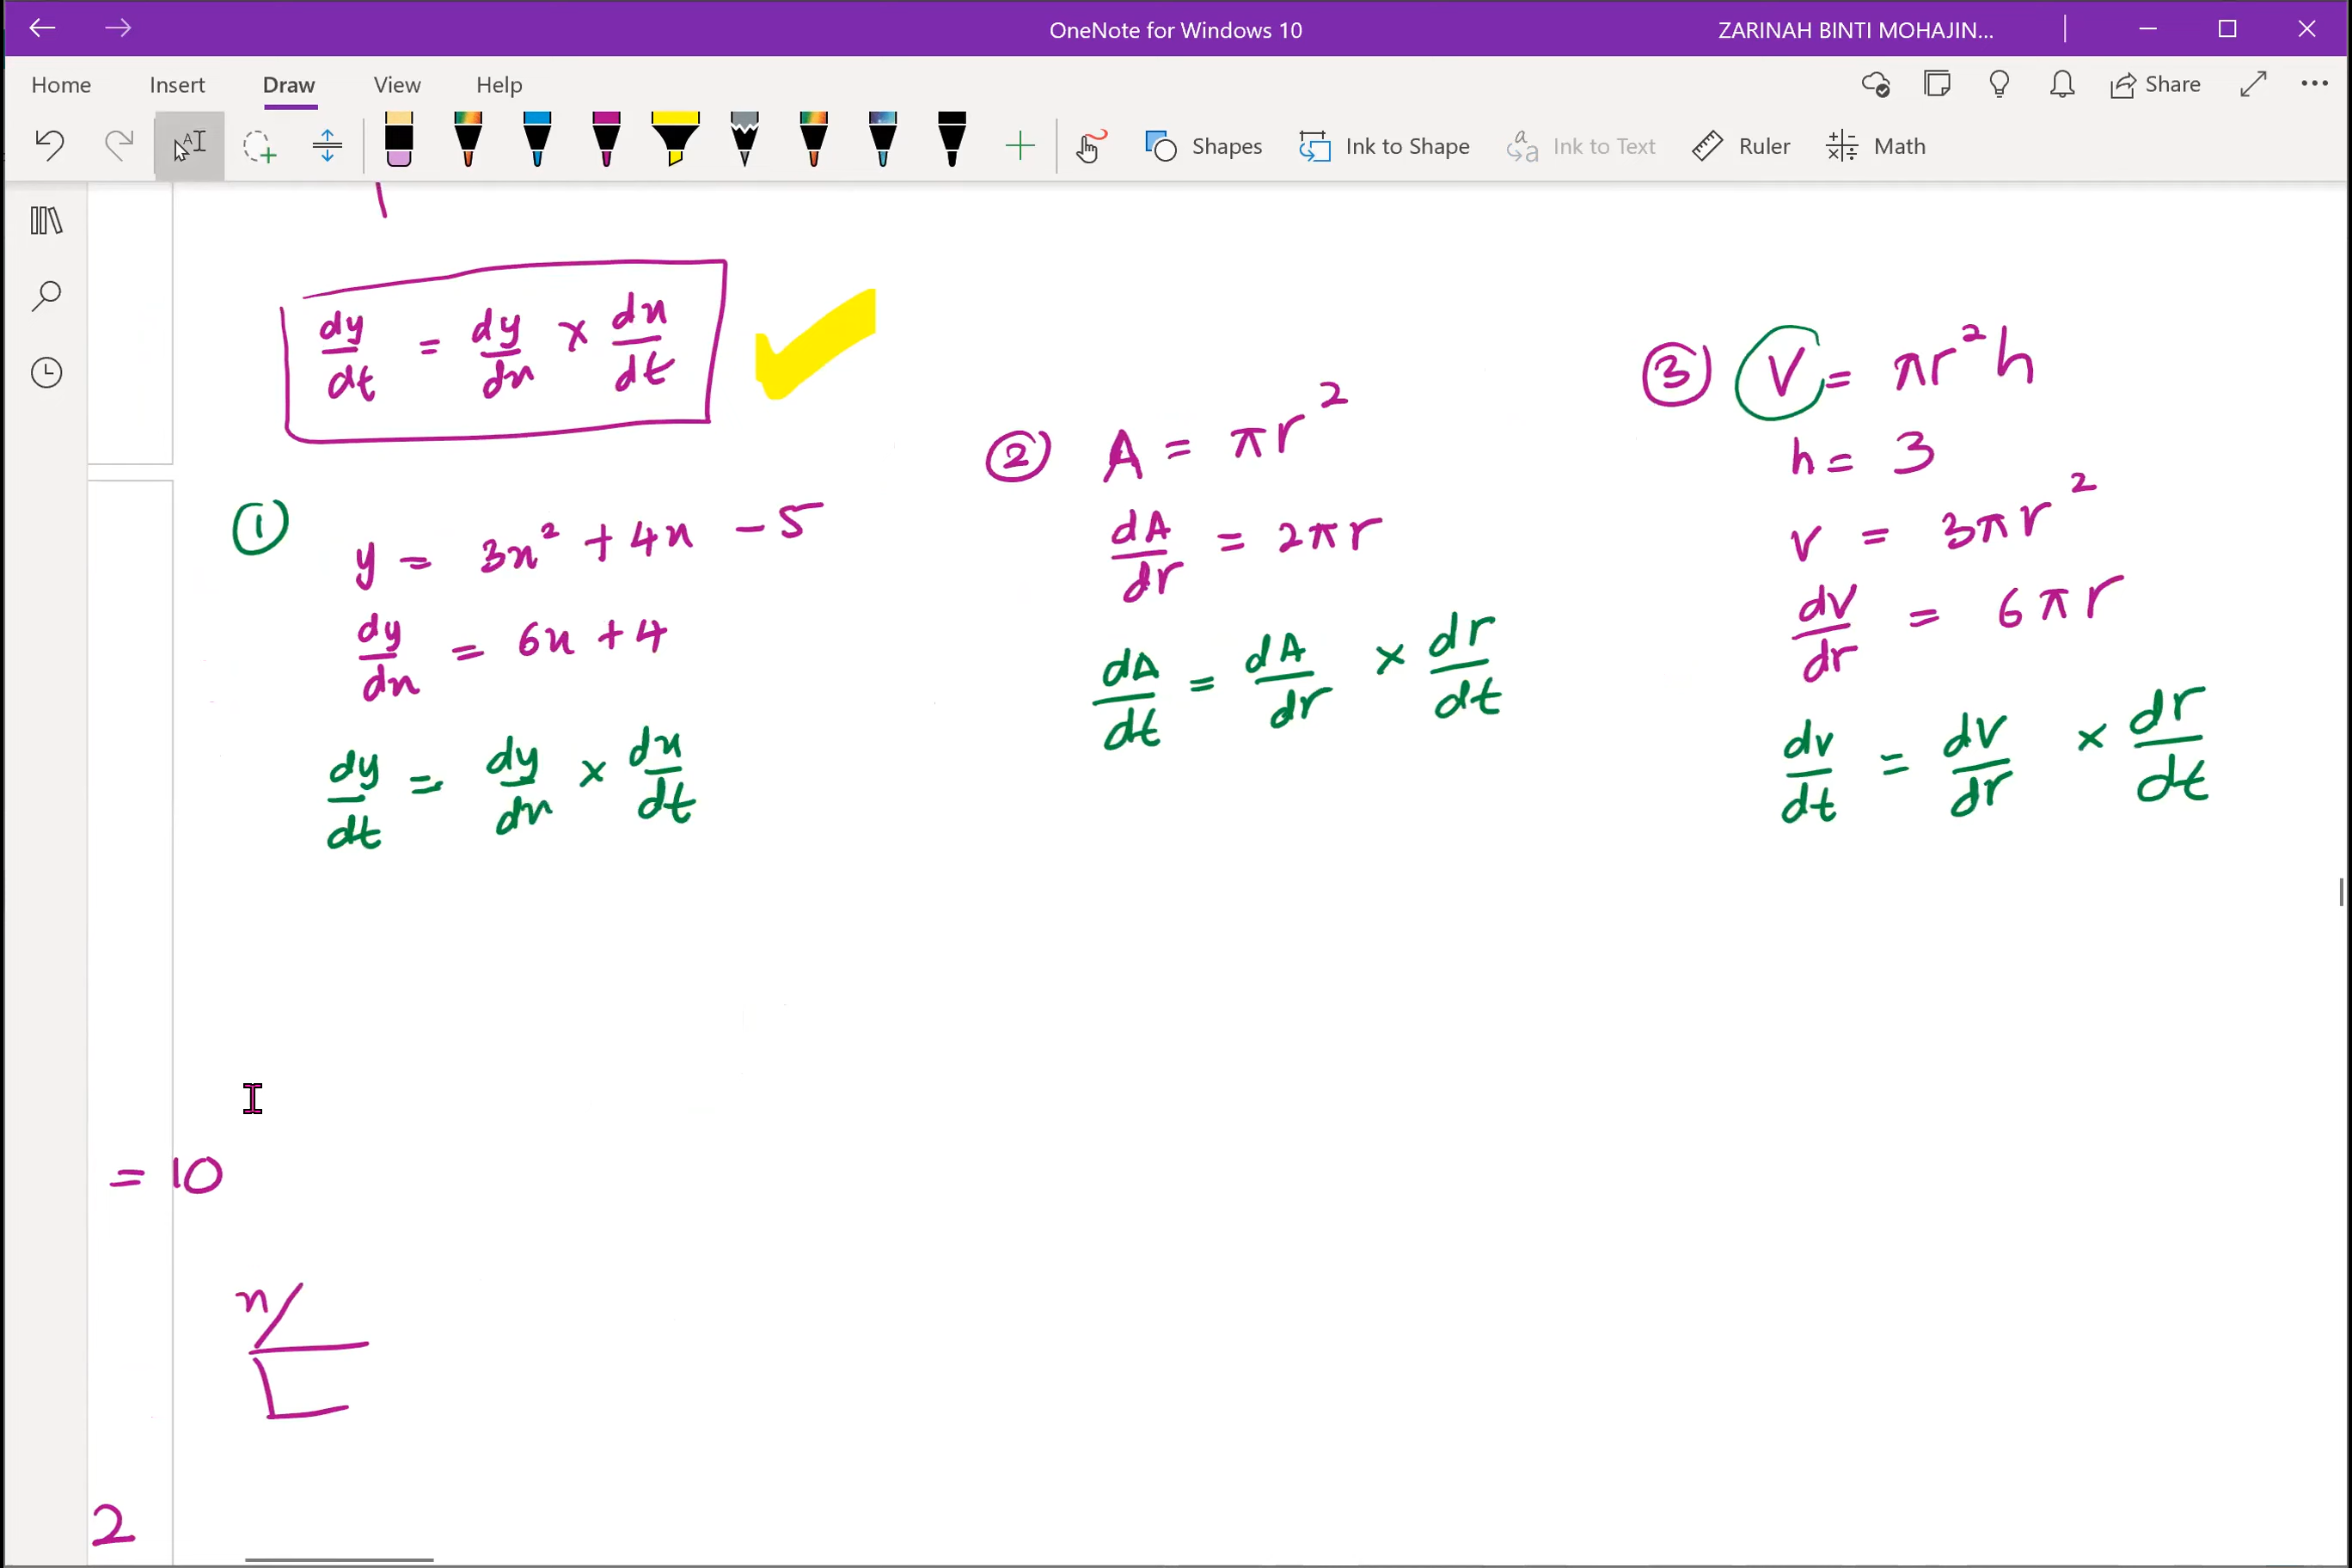 OneNote for Windows 10
ZARINAH BINTI MOHAJIN...
Home Insert Draw View Help
Share
Shapes Ink to Shape Ink to Text Ruler Math
dy/dt = dy/dx × dx/dt
① y = 3x² + 4x - 5
dy/dx = 6x + 4
dy/dt = dy/dx × dx/dt
② A = πr²
dA/dr = 2πr
dA/dt = dA/dr × dr/dt
③ V = πr²h
h = 3
V = 3πr²
dV/dr = 6πr
dV/dt = dV/dr × dr/dt
= 10
2